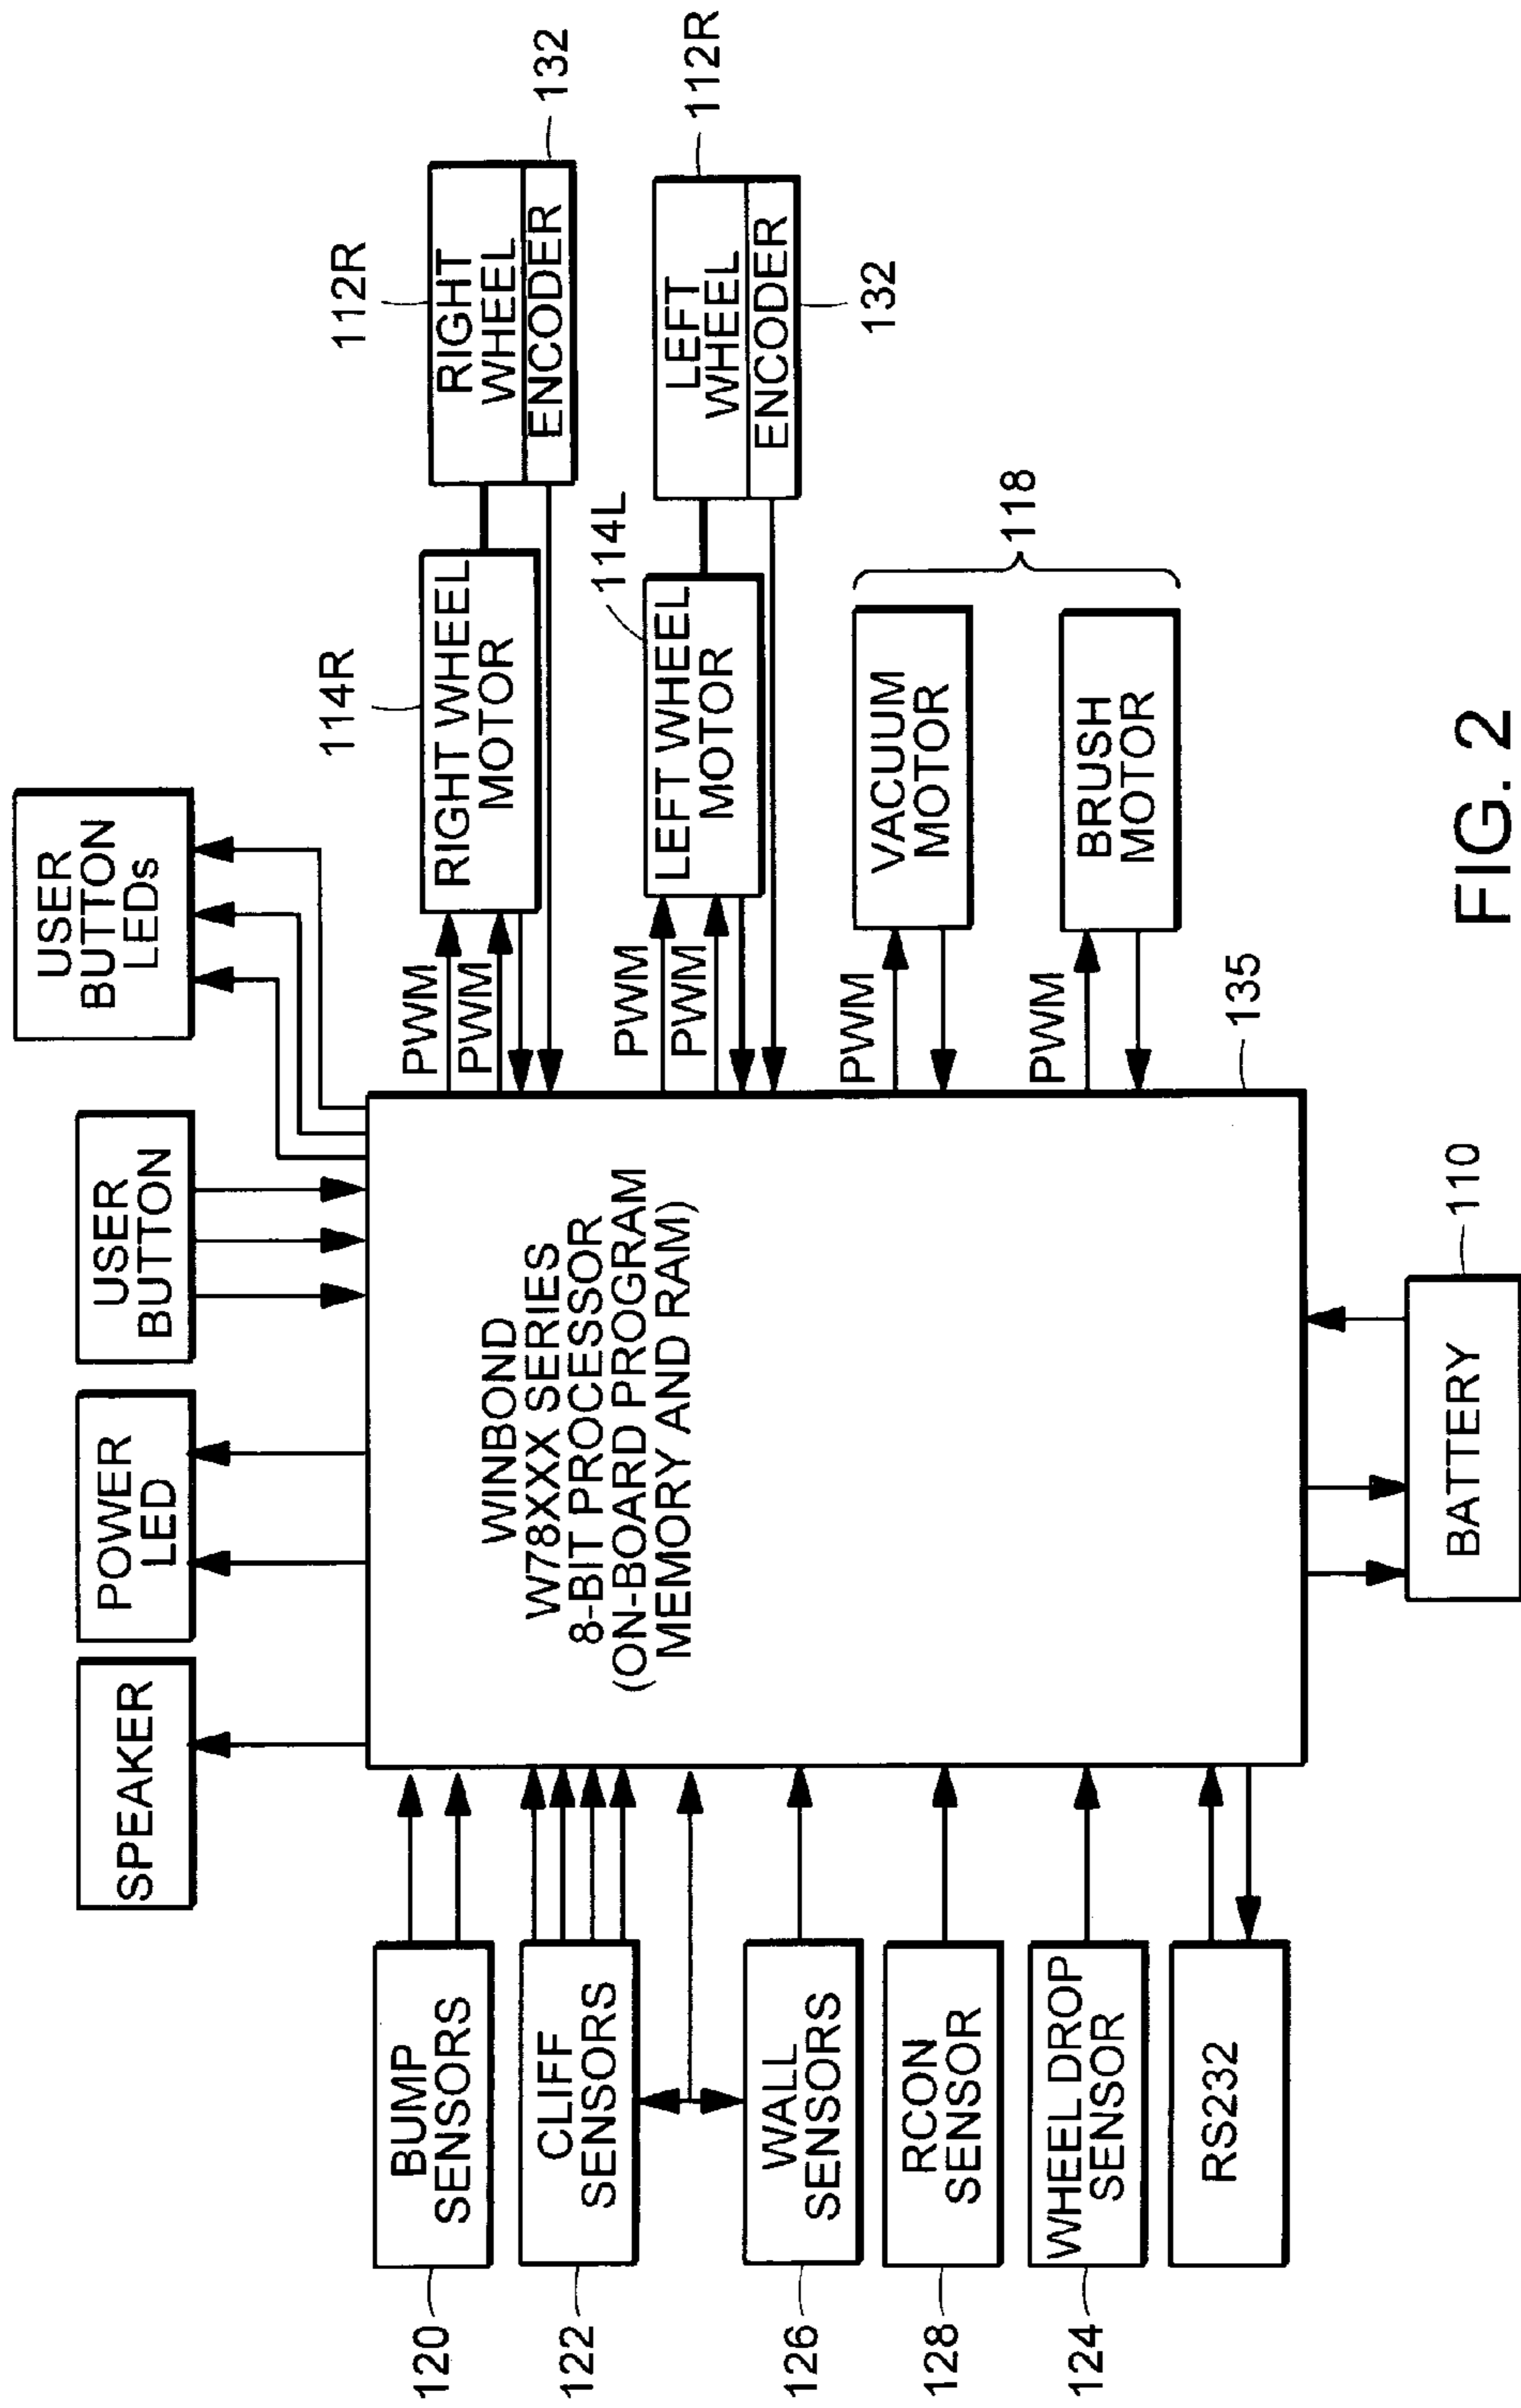 SPEAKER
POWER
LED
USER
BUTTON
USER
BUTTON
LEDs
120
BUMP
SENSORS
122
CLIFF
SENSORS
126
WALL
SENSORS
128
RCON
SENSOR
124
WHEEL DROP
SENSOR
RS232
WINBOND
W78XXX SERIES
8-BIT PROCESSOR
(ON-BOARD PROGRAM
MEMORY AND RAM)
135
PWM
PWM
114R
RIGHT WHEEL
MOTOR
112R
RIGHT
WHEEL
ENCODER
132
PWM
PWM
114L
LEFT WHEEL
MOTOR
112R
LEFT
WHEEL
ENCODER
132
PWM
VACUUM
MOTOR
118
PWM
BRUSH
MOTOR
BATTERY
110
FIG. 2